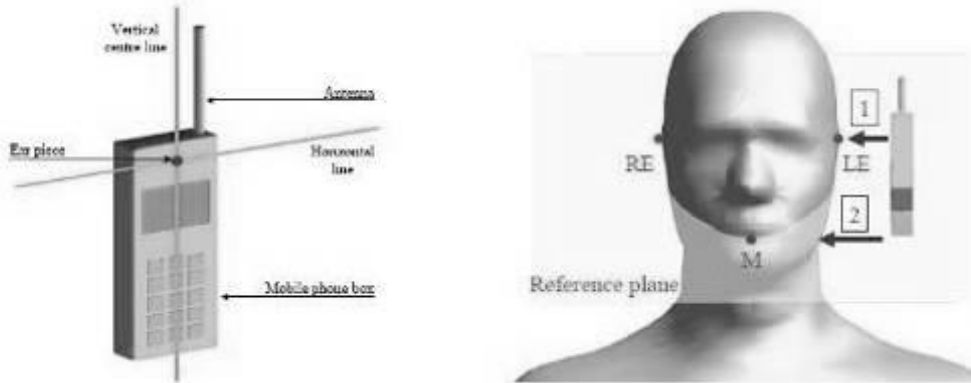 Vertical
centre line
Antenna
Ear piece
Horizontal
line
Mobile phone box
1
RE
LE
2
M
Reference plane